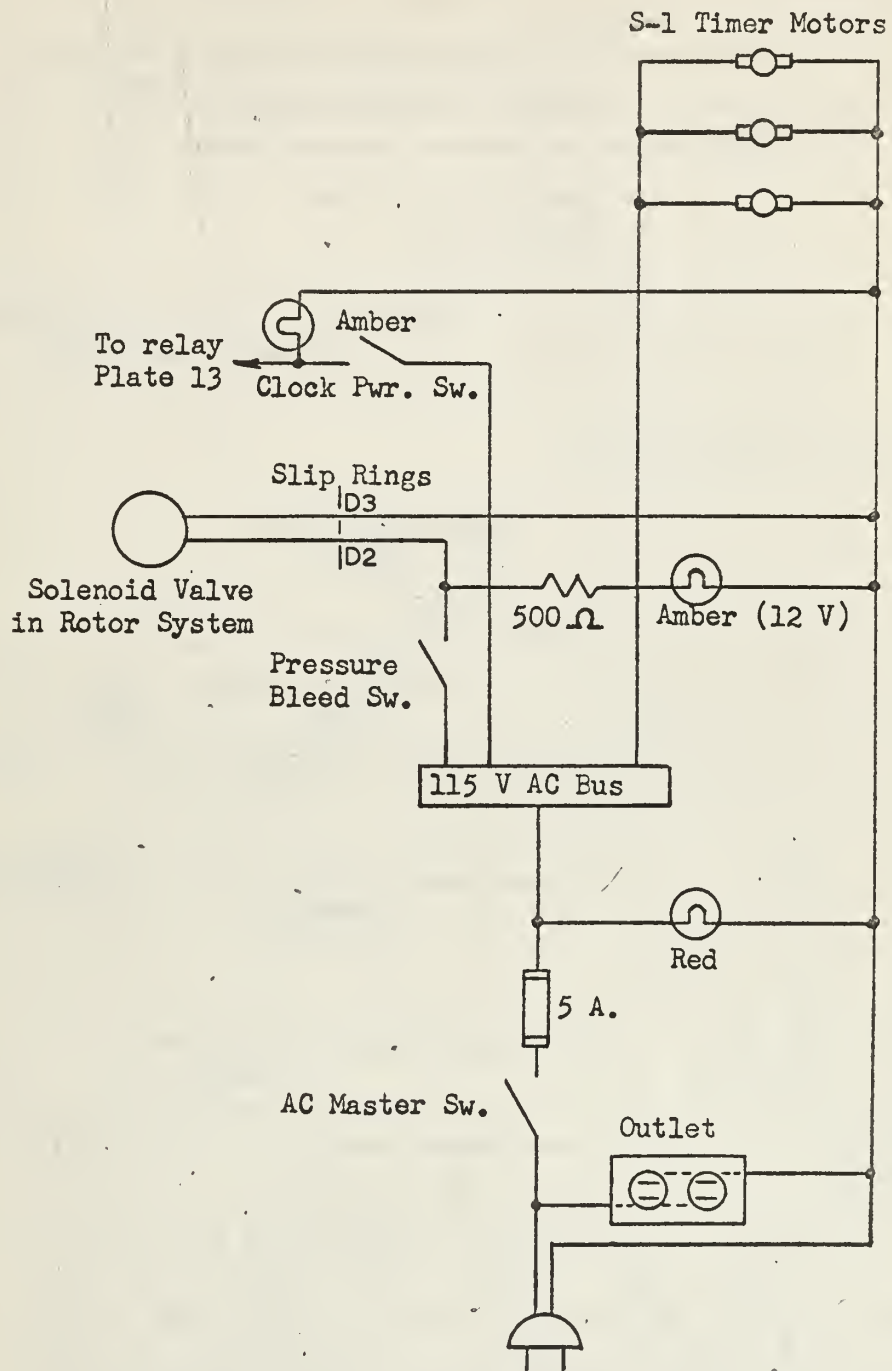 S-1 Timer Motors
Amber
To relay
Plate 13
Clock Pwr. Sw.
Slip Rings
D3
D2
Solenoid Valve
in Rotor System
500 Ω
Amber (12 V)
Pressure
Bleed Sw.
115 V AC Bus
Red
5 A.
AC Master Sw.
Outlet